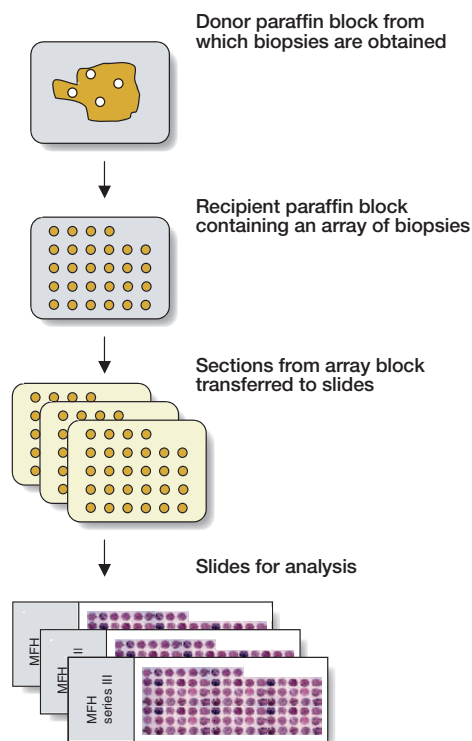 Donor paraffin block from
which biopsies are obtained
Recipient paraffin block
containing an array of biopsies
Sections from array block
transferred to slides
Slides for analysis
MFH
MFH
II
MFH
series III